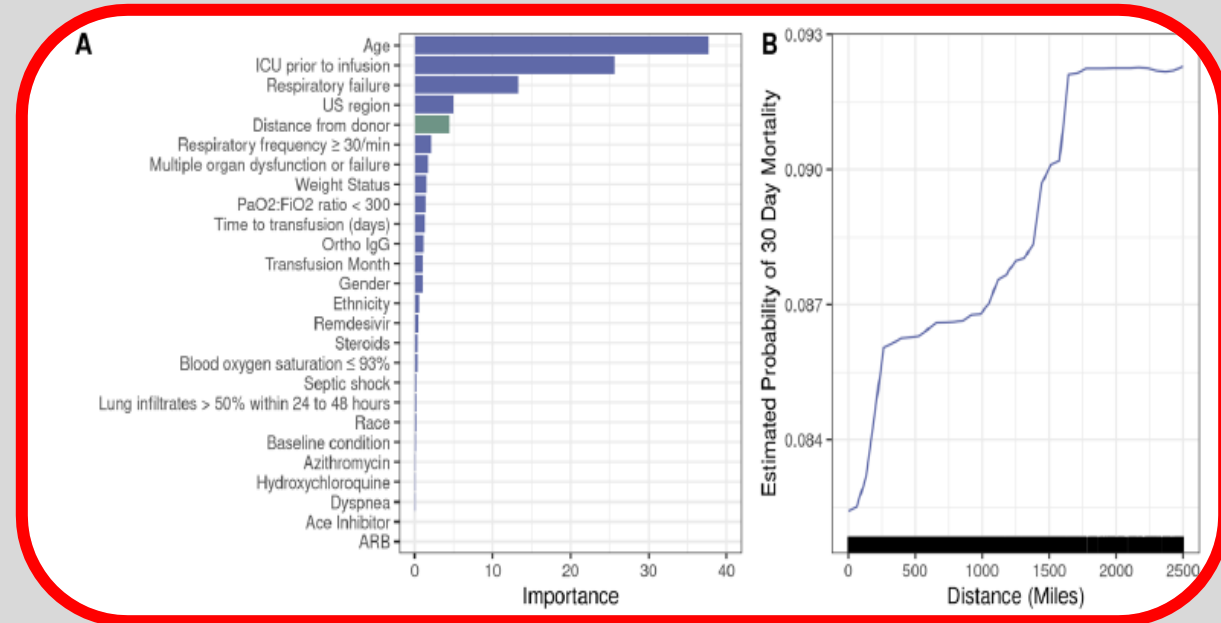 A
Age
ICU prior to infusion
Respiratory failure
US region
Distance from donor
Respiratory frequency ≥ 30/min
Multiple organ dysfunction or failure
Weight Status
PaO2:FiO2 ratio < 300
Time to transfusion (days)
Ortho IgG
Transfusion Month
Gender
Ethnicity
Remdesivir
Steroids
Blood oxygen saturation ≤ 93%
Septic shock
Lung infiltrates > 50% within 24 to 48 hours
Race
Baseline condition
Azithromycin
Hydroxychloroquine
Dyspnea
Ace Inhibitor
ARB
0 10 20 30 40
Importance
B
Estimated Probability of 30 Day Mortality
0.093
0.090
0.087
0.084
0 500 1000 1500 2000 2500
Distance (Miles)